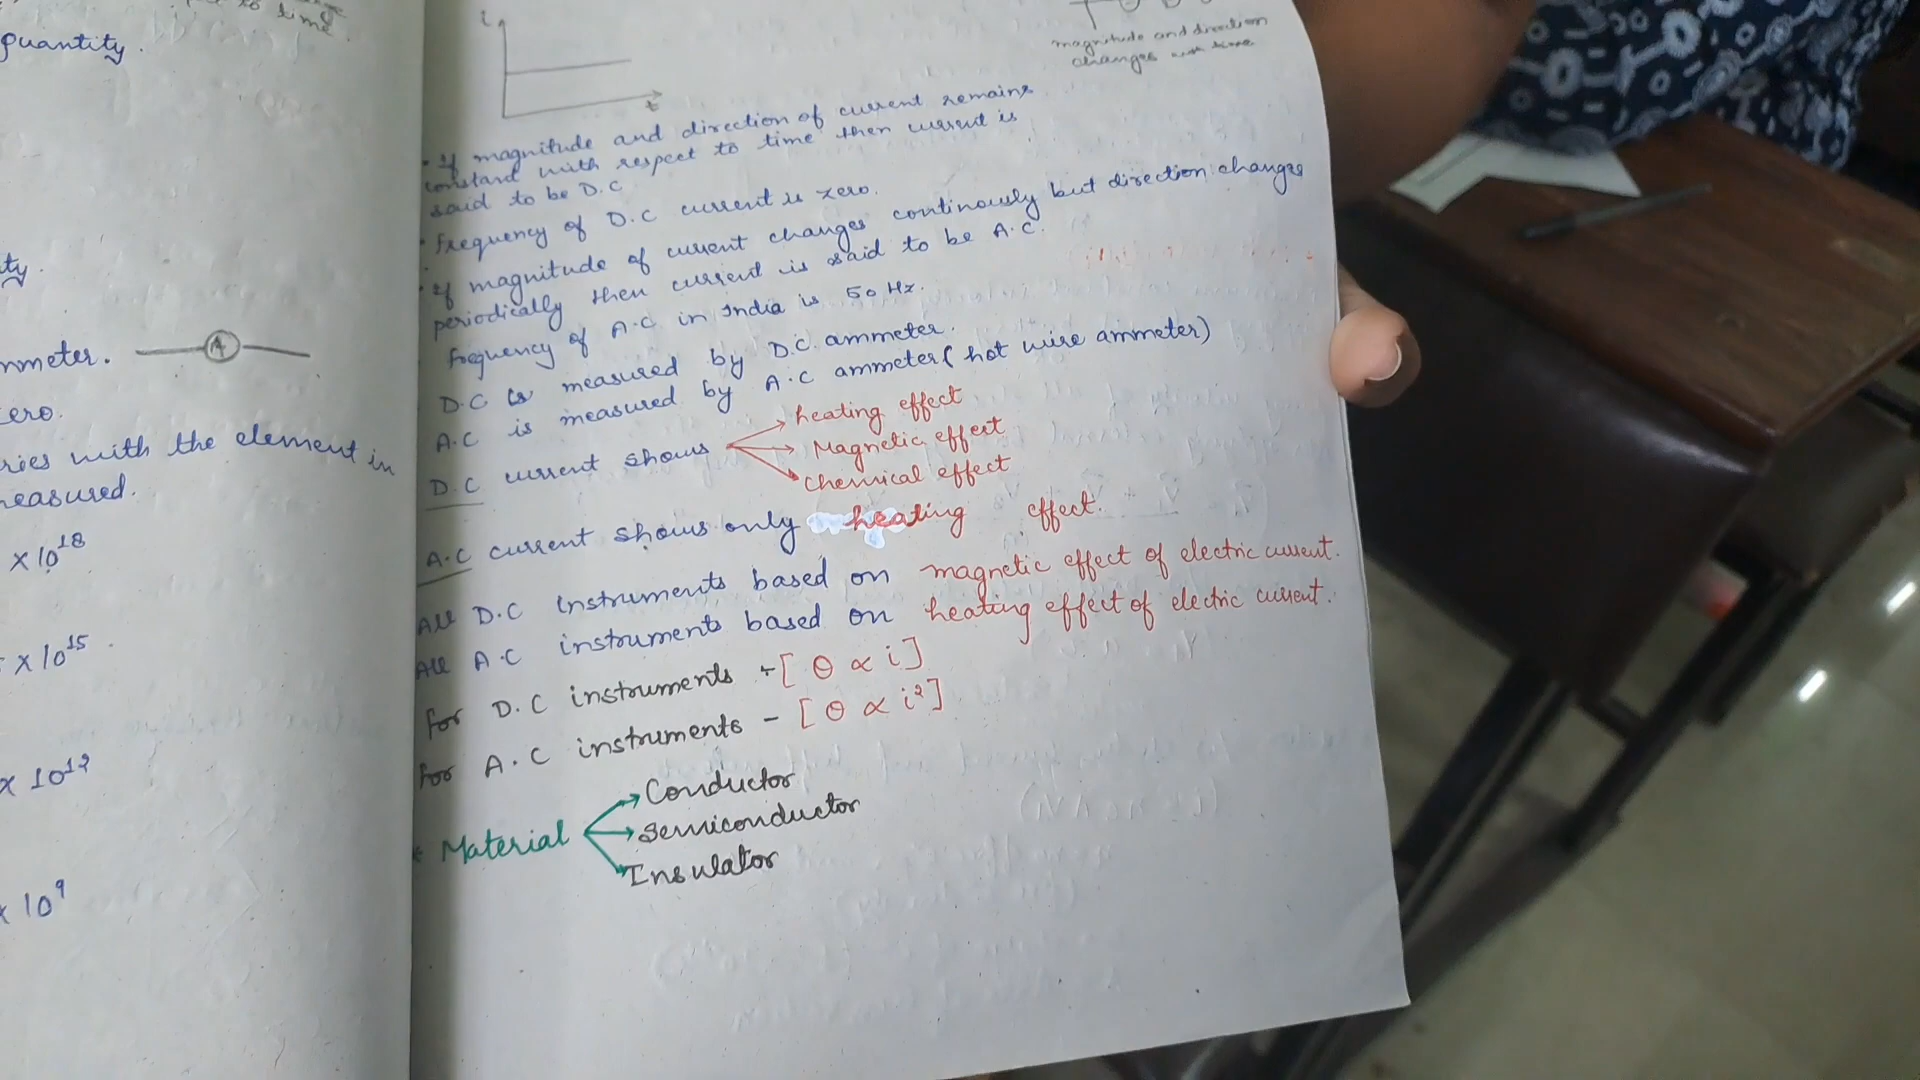 to time.
quantity.
ty.
mmeter.
A
ero.
ries with the element in
measured.
× 10^18
× 10^15
× 10^12
× 10^9
i
t
magnitude and direction
changes with time
• If magnitude and direction of current remains
constant with respect to time then current is
said to be D.C
• frequency of D.C current is zero.
• If magnitude of current changes continously but direction changes
periodically then current is said to be A.C.
frequency of A.C in India is 50 Hz.
D.C is measured by D.C. ammeter.
A.C is measured by A.C ammeter ( hot wire ammeter)
D.C current shows → heating effect
→ Magnetic effect
→ chemical effect
A.C current shows only heating effect.
All D.C instruments based on magnetic effect of electric current.
All A.C instruments based on heating effect of electric current.
for D.C instruments - [ θ ∝ i ]
for A.C instruments - [ θ ∝ i² ]
* Material → Conductor
→ Semiconductor
→ Insulator